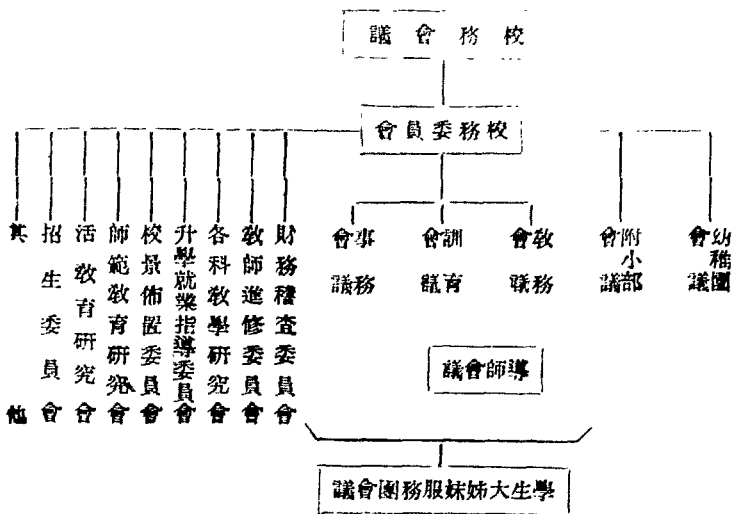 校務會議
校務委員會
幼稚園會議
附小部會議
教務會議
訓育會議
事務會議
財務稽查委員會
教師進修委員會
各科教學研究會
升學就業指導委員會
校景佈置委員會
師範教育研究會
活教育研究會
招生委員會
其他
導師會議
學生大姊妹服務團會議